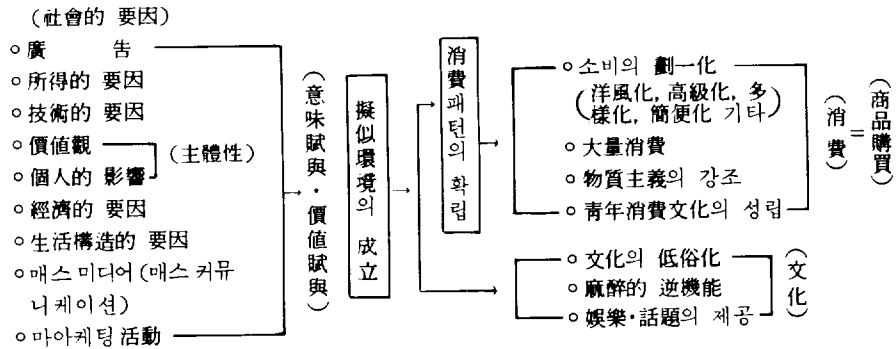 (社會的 要因)
○廣 告
○所得的 要因
○技術的 要因
○價値觀
○個人的 影響
(主體性)
○經濟的 要因
○生活構造的 要因
○매스 미디어(매스 커뮤
니케이션)
○마아케팅 活動
(意味賦與·價値賦與)
擬似環境의 成立
消費패턴의 확립
○소비의 劃一化
(洋風化, 高級化, 多
樣化, 簡便化 기타)
○大量消費
○物質主義의 강조
○靑年消費文化의 성립
(消費)
=
(商品購買)
○文化의 低俗化
○麻醉的 逆機能
○娛樂·話題의 제공
(文化)